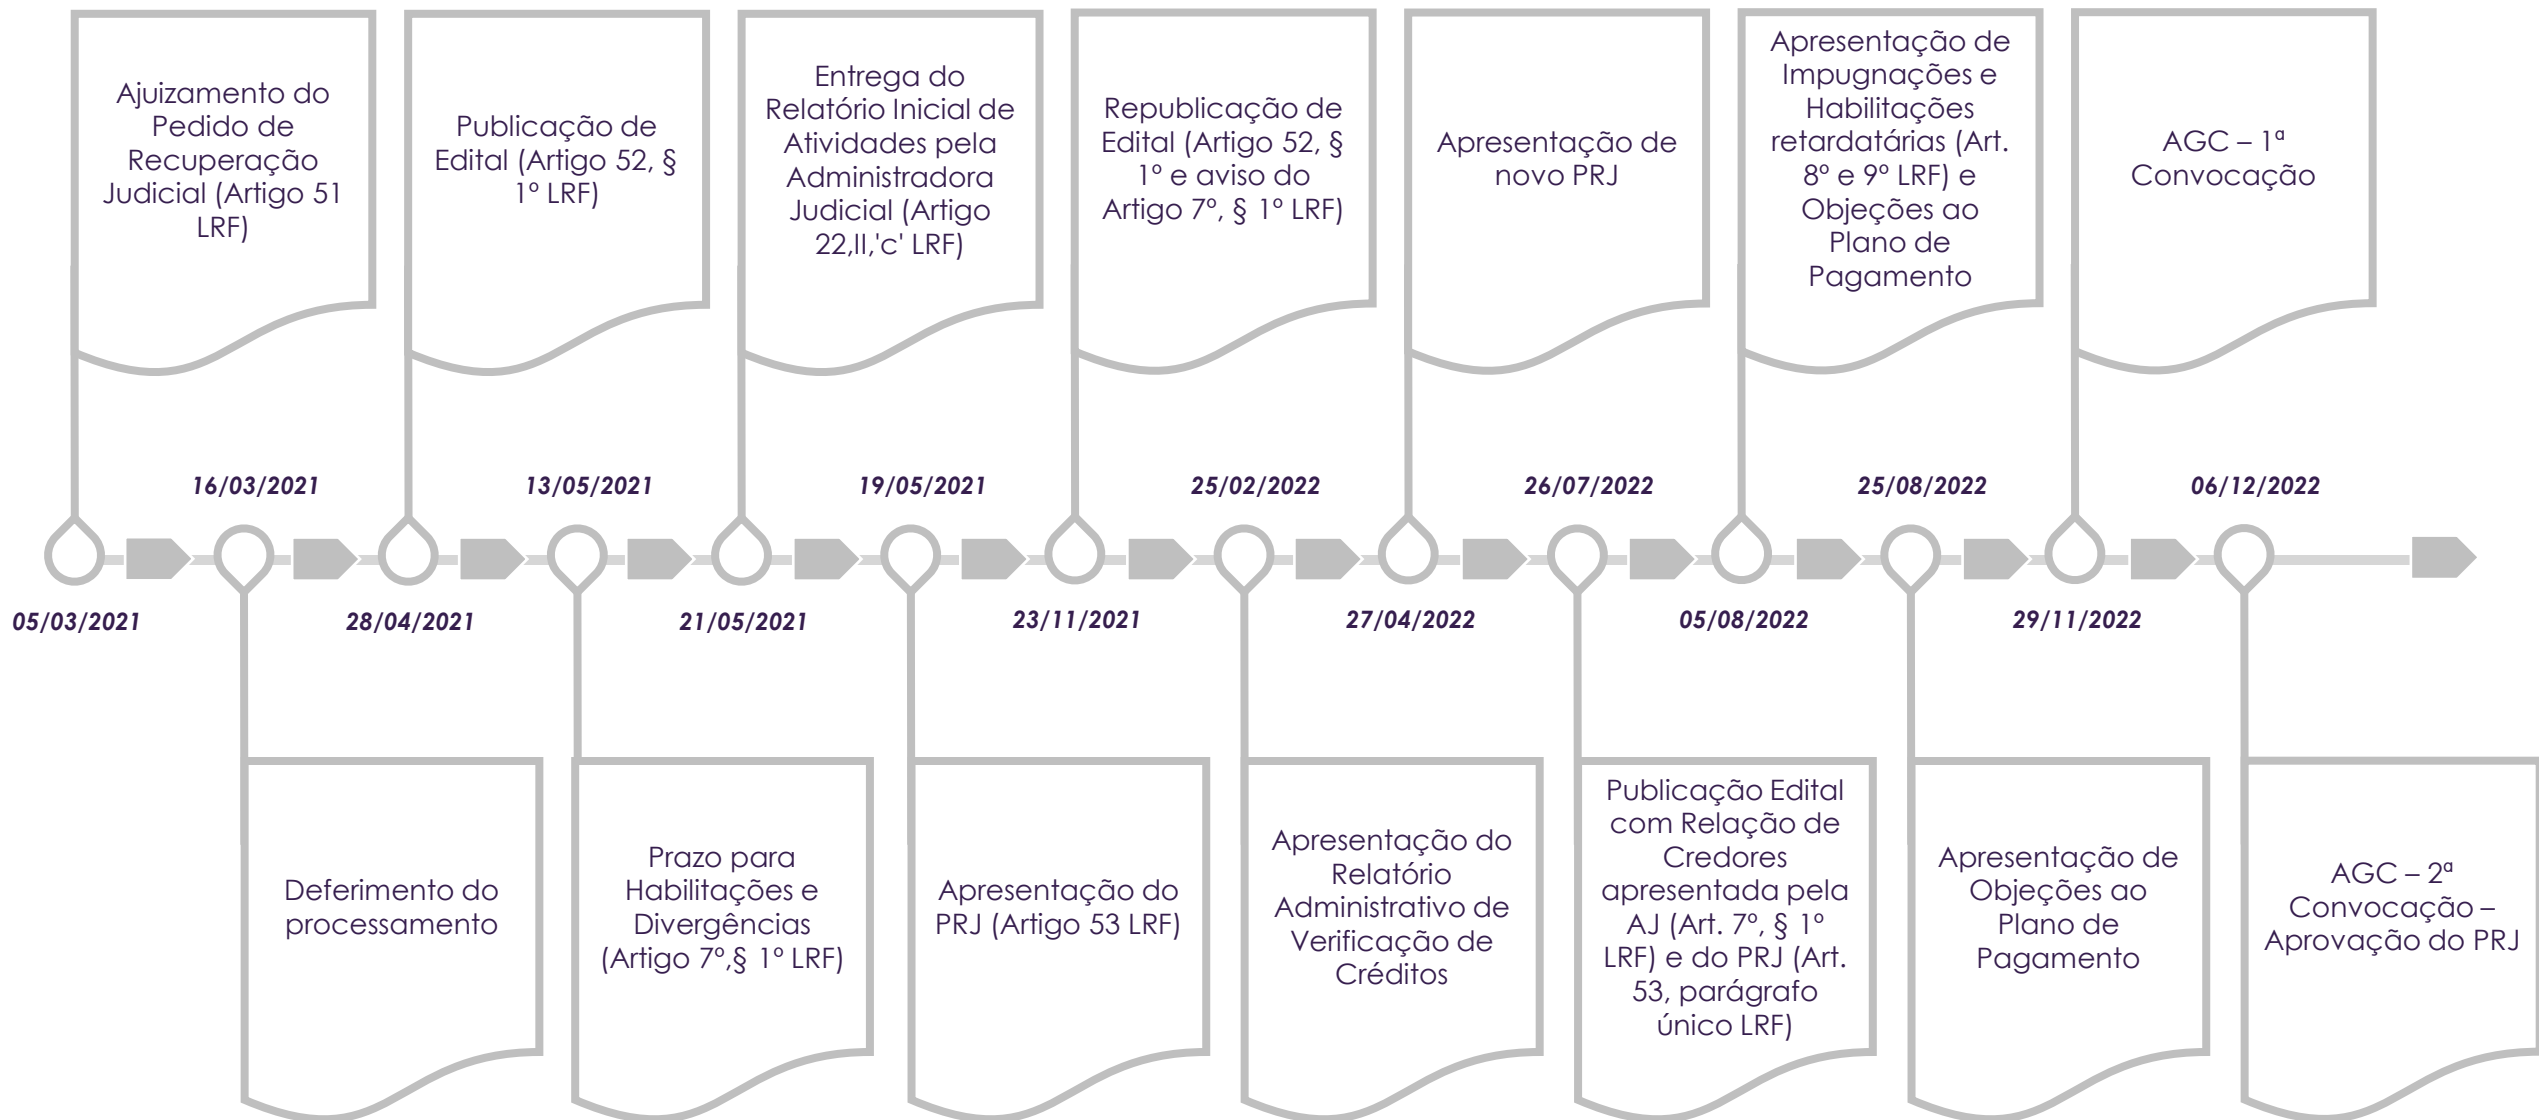 Ajuizamento do
Pedido de
Recuperação
Judicial (Artigo 51
LRF)
Publicação de
Edital (Artigo 52, §
1º LRF)
Entrega do
Relatório Inicial de
Atividades pela
Administradora
Judicial (Artigo
22,II,'c' LRF)
Republicação de
Edital (Artigo 52, §
1º e aviso do
Artigo 7º, § 1º LRF)
Apresentação de
novo PRJ
Apresentação de
Impugnações e
Habilitações
retardatárias (Art.
8º e 9º LRF) e
Objeções ao
Plano de
Pagamento
AGC – 1ª
Convocação
16/03/2021
13/05/2021
19/05/2021
25/02/2022
26/07/2022
25/08/2022
06/12/2022
05/03/2021
28/04/2021
21/05/2021
23/11/2021
27/04/2022
05/08/2022
29/11/2022
Deferimento do
processamento
Prazo para
Habilitações e
Divergências
(Artigo 7º,§ 1º LRF)
Apresentação do
PRJ (Artigo 53 LRF)
Apresentação do
Relatório
Administrativo de
Verificação de
Créditos
Publicação Edital
com Relação de
Credores
apresentada pela
AJ (Art. 7º, § 1º
LRF) e do PRJ (Art.
53, parágrafo
único LRF)
Apresentação de
Objeções ao
Plano de
Pagamento
AGC – 2ª
Convocação –
Aprovação do PRJ